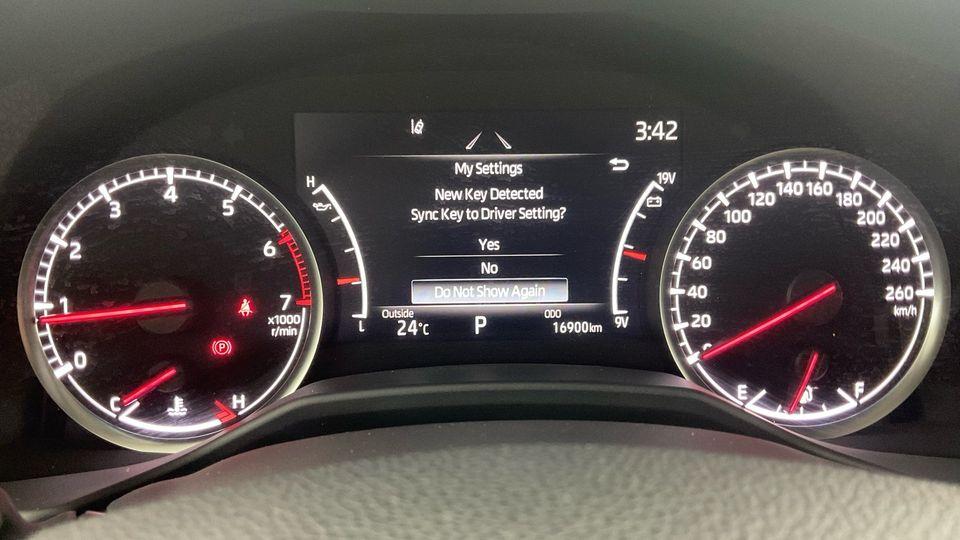 3:42
My Settings
New Key Detected
Sync Key to Driver Setting?
Yes
No
Do Not Show Again
Outside
24°C
P
ODO
16900km
H
L
19V
9V
0
1
2
3
4
5
6
7
x1000
r/min
P
C
H
0
20
40
60
80
100
120
140
160
180
200
220
240
260
km/h
E
F